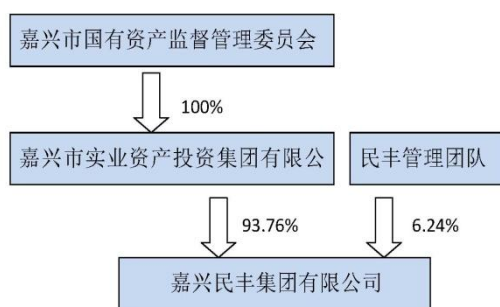 嘉兴市国有资产监督管理委员会
100%
嘉兴市实业资产投资集团有限公
民丰管理团队
93.76%
6.24%
嘉兴民丰集团有限公司